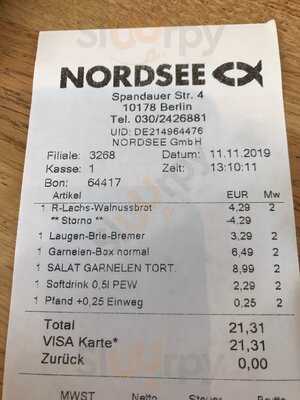 NORDSEE
Spandauer Str. 4
10178 Berlin
Tel. 030/2426881
UID: DE214964476
NORDSEE GmbH
Filiale: 3268 Datum: 11.11.2019
Kasse: 1 Zeit: 13:10:11
Bon: 64417
Artikel EUR Mw
1 R-Lachs-Walnussbrot 4,29 2
** Storno ** -4,29
1 Laugen-Brie-Bremer 3,29 2
1 Garnelen-Box normal 6,49 2
1 SALAT GARNELEN TORT. 8,99 2
1 Softdrink 0,5l PEW 2,29 2
1 Pfand +0,25 Einweg 0,25 2
Total 21,31
VISA Karte* 21,31
Zurück 0,00
MWST Netto Steuer Brutto